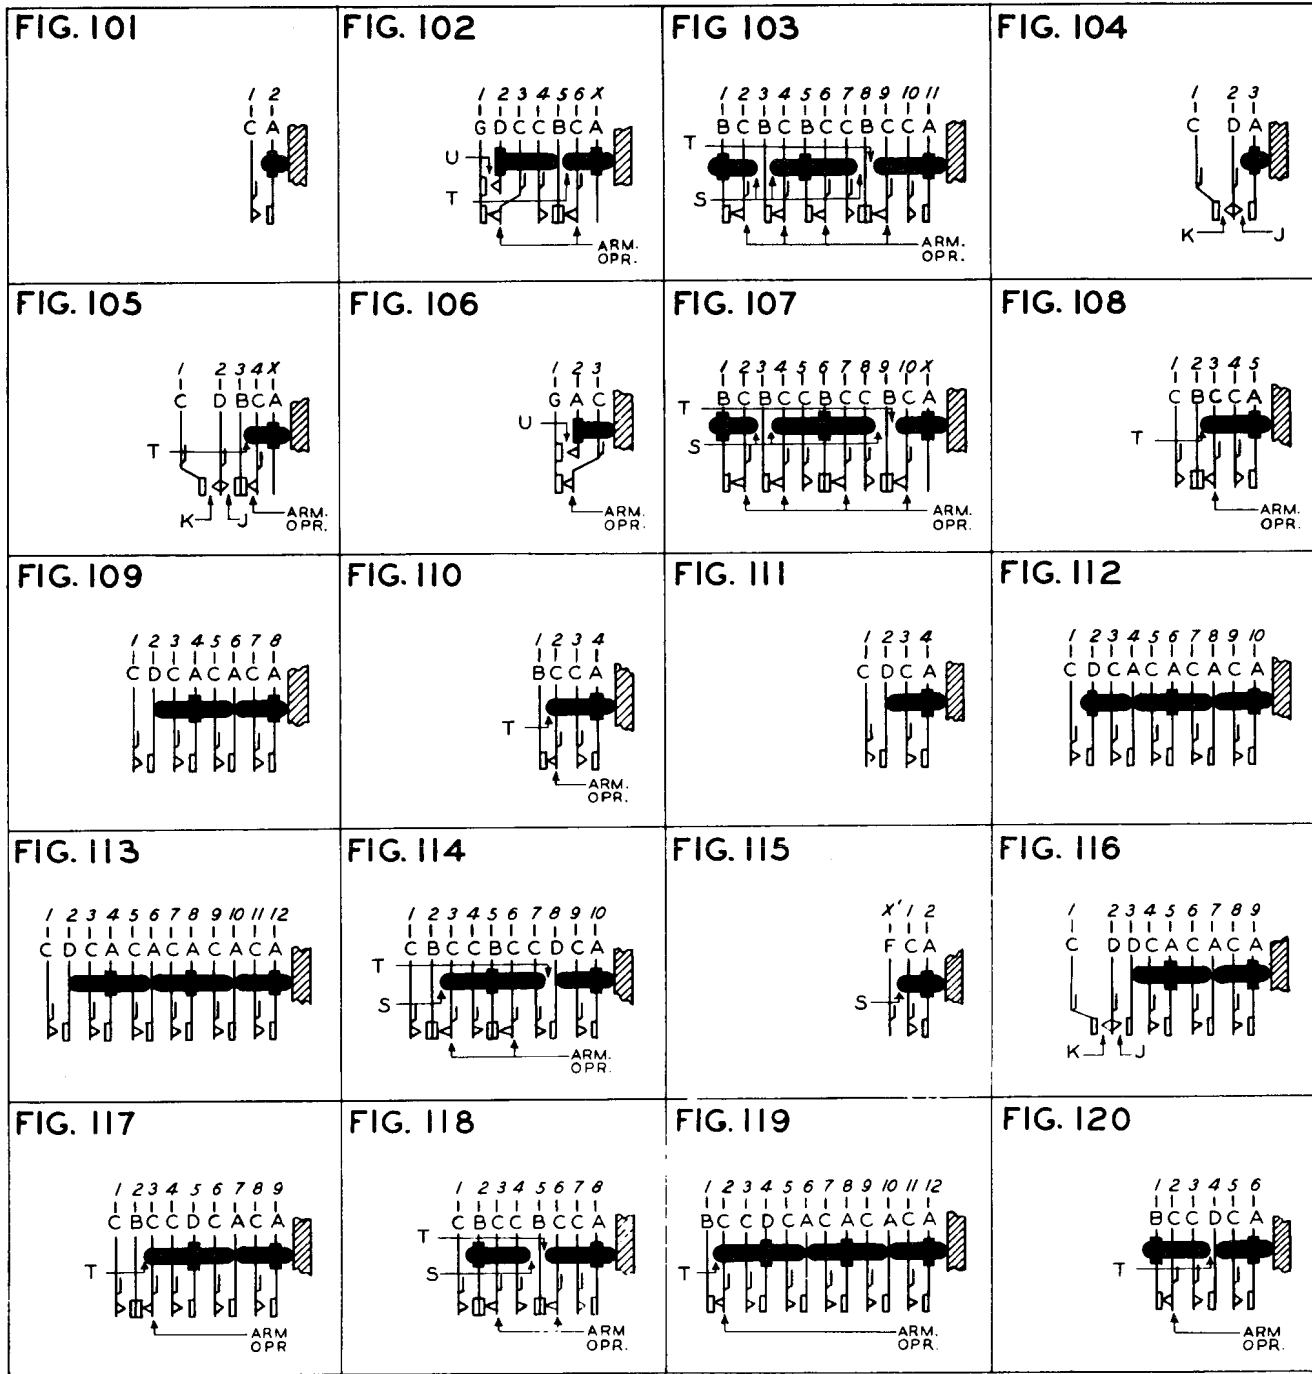 FIG. 101
1 2
C A
FIG. 102
1 2 3 4 5 6 X
G D C C B C A
U
T
ARM.
OPR.
FIG 103
1 2 3 4 5 6 7 8 9 10 11
B C B C B C C B C C A
T
S
ARM.
OPR.
FIG. 104
1 2 3
C D A
K J
FIG. 105
1 2 3 4 X
C D B C A
T
K J
ARM.
OPR.
FIG. 106
1 2 3
G A C
U
ARM.
OPR.
FIG. 107
1 2 3 4 5 6 7 8 9 10 X
B C B C C B C C B C A
T
S
ARM.
OPR.
FIG. 108
1 2 3 4 5
C B C C A
T
ARM.
OPR.
FIG. 109
1 2 3 4 5 6 7 8
C D C A C A C A
FIG. 110
1 2 3 4
B C C A
T
ARM.
OPR.
FIG. 111
1 2 3 4
C D C A
FIG. 112
1 2 3 4 5 6 7 8 9 10
C D C A C A C A C A
FIG. 113
1 2 3 4 5 6 7 8 9 10 11 12
C D C A C A C A C A C A
FIG. 114
1 2 3 4 5 6 7 8 9 10
C B C C B C C D C A
T
S
ARM.
OPR.
FIG. 115
X' 1 2
F C A
S
FIG. 116
1 2 3 4 5 6 7 8 9
C D D C A C A C A
K J
FIG. 117
1 2 3 4 5 6 7 8 9
C B C C D C A C A
T
ARM
OPR
FIG. 118
1 2 3 4 5 6 7 8
C B C C B C C A
T
S
ARM
OPR.
FIG. 119
1 2 3 4 5 6 7 8 9 10 11 12
B C C D C A C A C A C A
T
ARM.
OPR.
FIG. 120
1 2 3 4 5 6
B C C D C A
T
ARM
OPR.